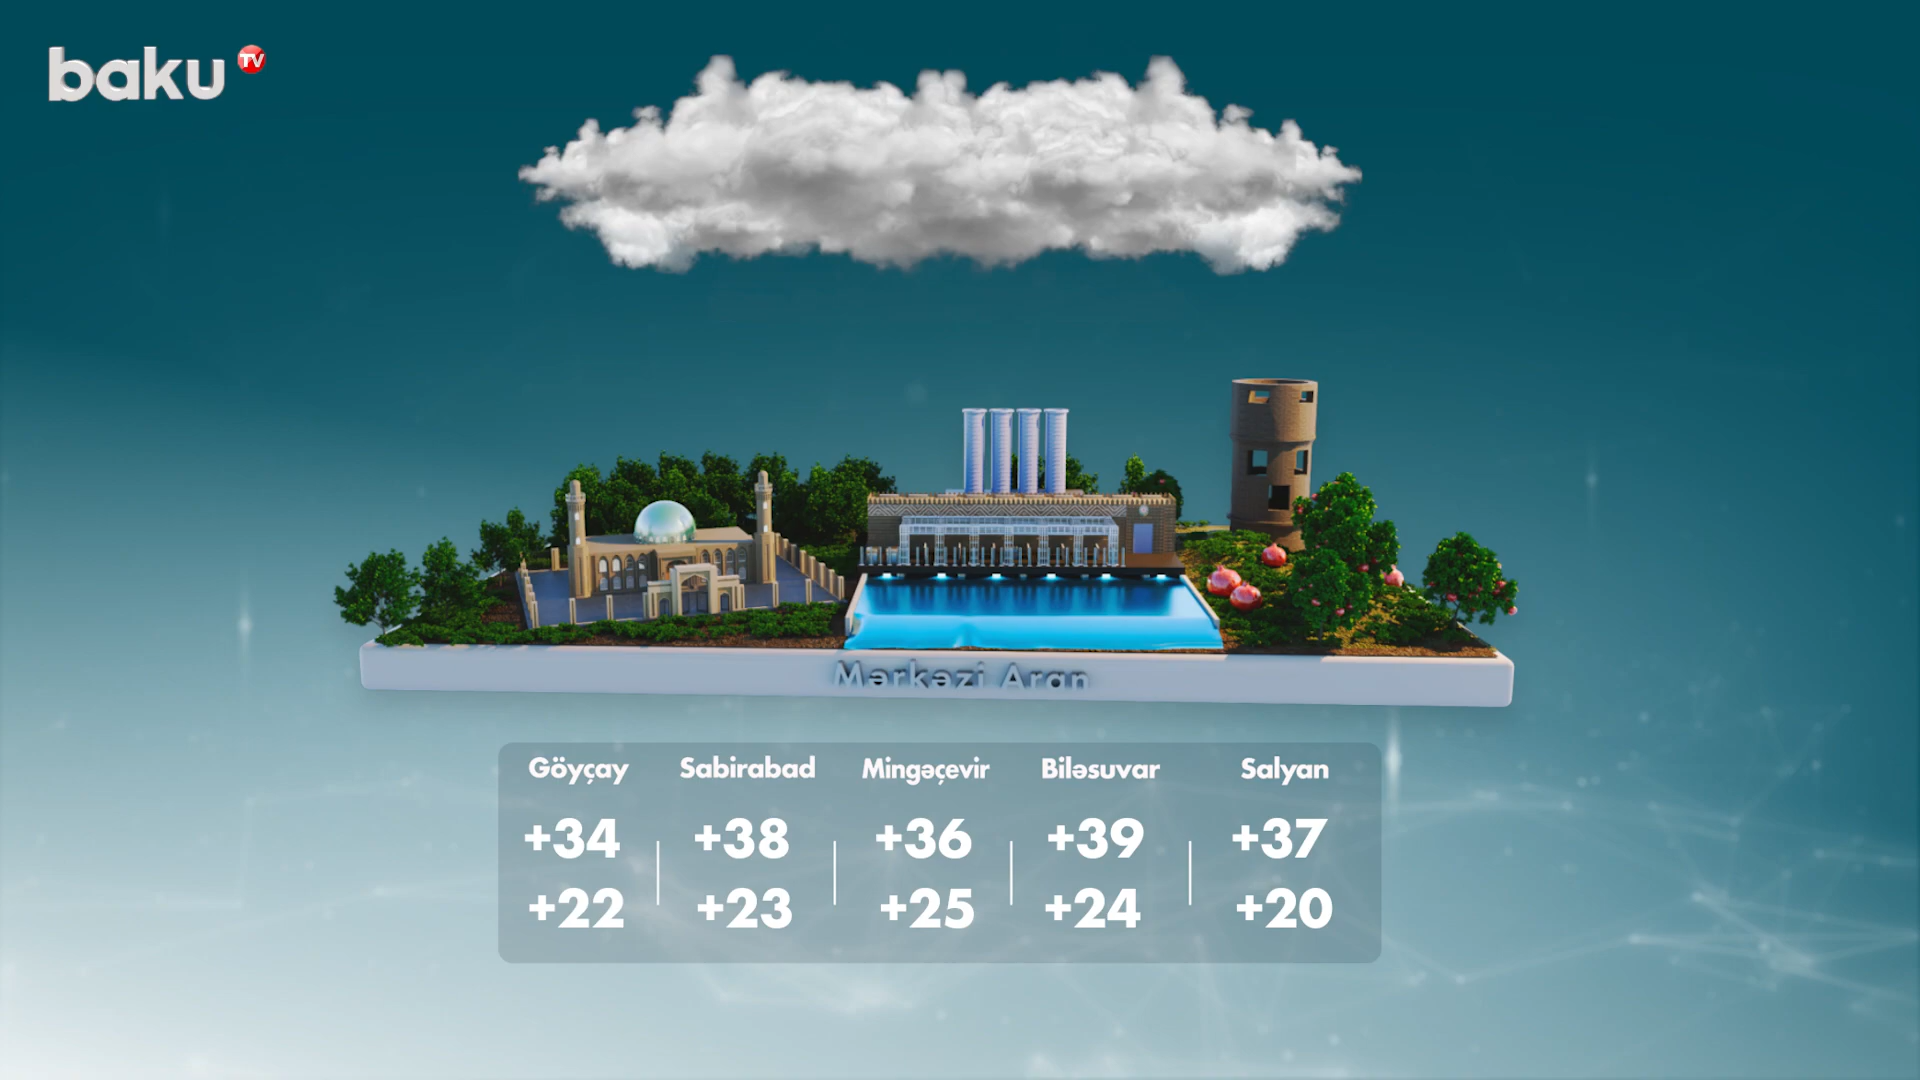 baku TV
Mərkəzi Aran
Göyçay Sabirabad Mingəçevir Biləsuvar Salyan
+34 +38 +36 +39 +37
+22 +23 +25 +24 +20